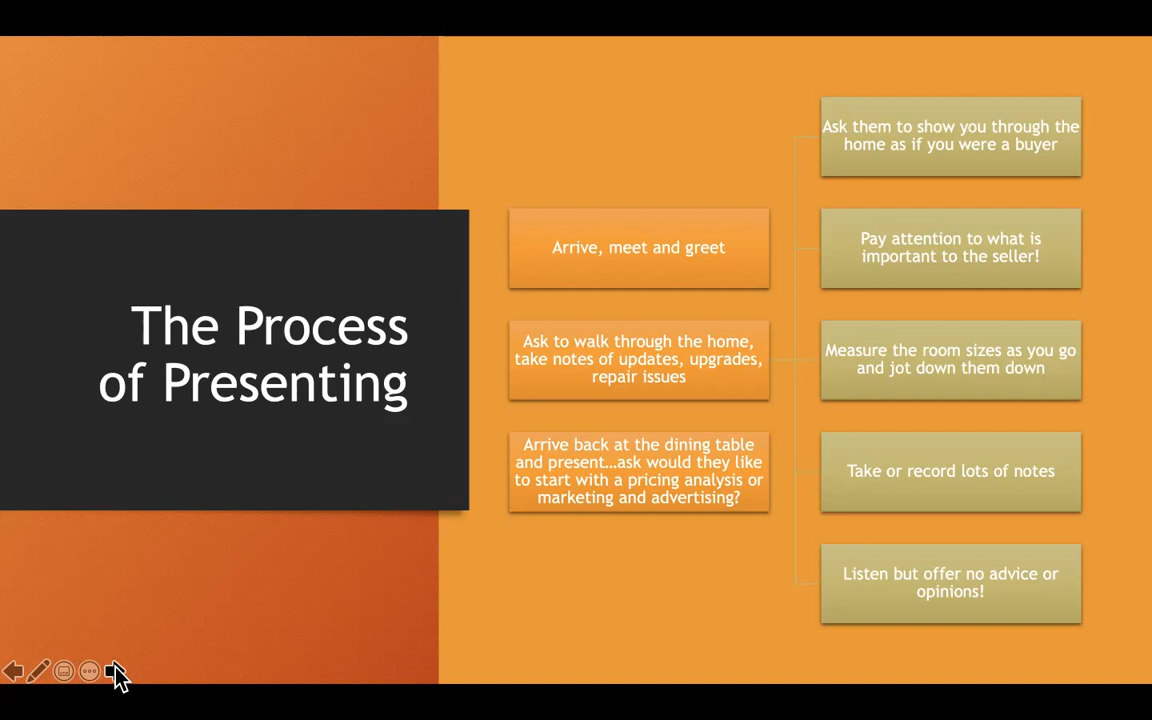 The Process
of Presenting
Arrive, meet and greet
Ask to walk through the home,
take notes of updates, upgrades,
repair issues
Arrive back at the dining table
and present…ask would they like
to start with a pricing analysis or
marketing and advertising?
Ask them to show you through the
home as if you were a buyer
Pay attention to what is
important to the seller!
Measure the room sizes as you go
and jot down them down
Take or record lots of notes
Listen but offer no advice or
opinions!